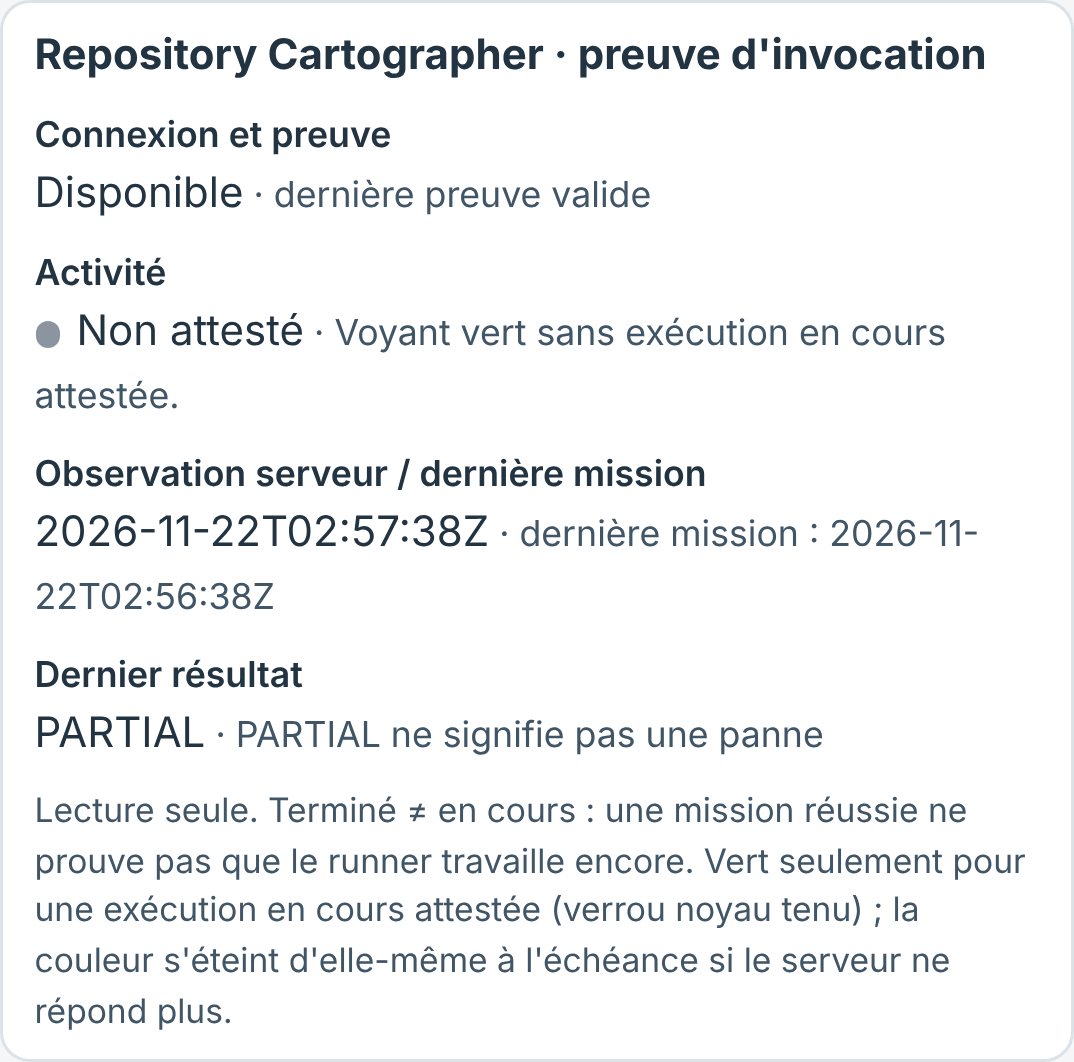 Repository Cartographer · preuve d'invocation
Connexion et preuve
Disponible · dernière preuve valide
Activité
Non attesté · Voyant vert sans exécution en cours
attestée.
Observation serveur / dernière mission
2026-11-22T02:57:38Z · dernière mission : 2026-11-
22T02:56:38Z
Dernier résultat
PARTIAL · PARTIAL ne signifie pas une panne
Lecture seule. Terminé ≠ en cours : une mission réussie ne
prouve pas que le runner travaille encore. Vert seulement pour
une exécution en cours attestée (verrou noyau tenu) ; la
couleur s'éteint d'elle-même à l'échéance si le serveur ne
répond plus.